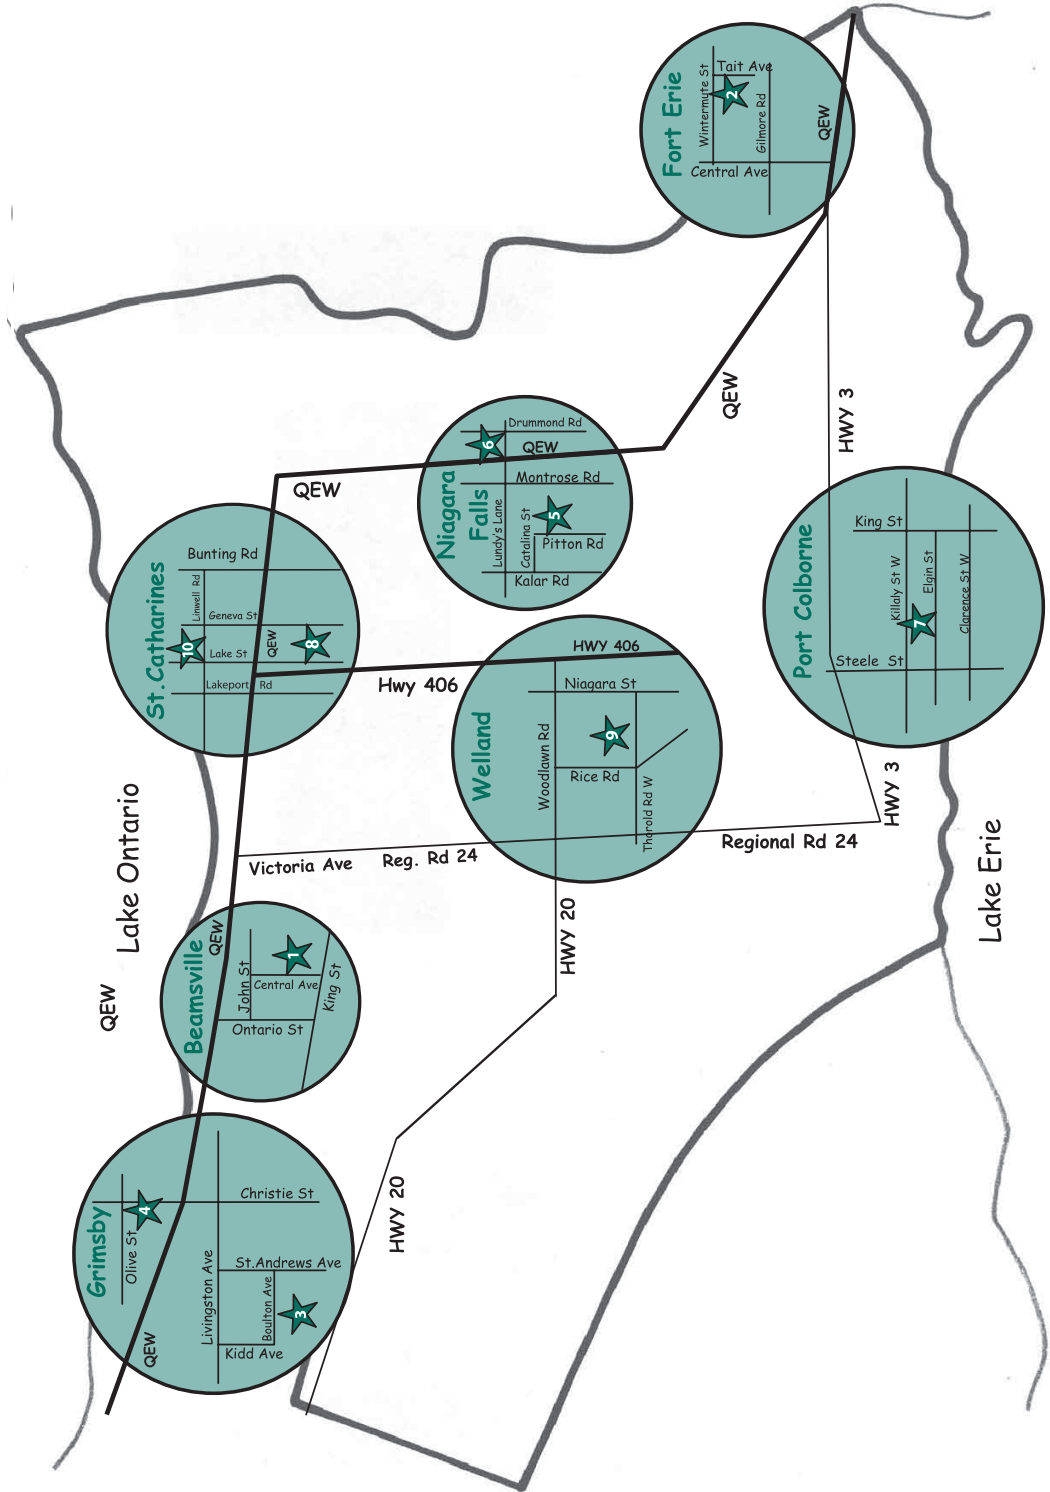 Fort Erie
Wintermute St
Tait Ave
2
Gilmore Rd
Central Ave
QEW
QEW
HWY 3
Niagara
Falls
Drummond Rd
6
QEW
Montrose Rd
Lundy's Lane
Catalina St
5
Pitton Rd
Kalar Rd
QEW
St.Catharines
Bunting Rd
Linwell Rd
Geneva St
10
Lake St
QEW
8
Lakeport Rd
Hwy 406
Port Colborne
King St
Killaly St W
Elgin St
Clarence St W
7
Steele St
HWY 3
Welland
HWY 406
Niagara St
Woodlawn Rd
9
Rice Rd
Thorold Rd W
Victoria Ave
Reg. Rd 24
Regional Rd 24
Lake Ontario
Lake Erie
HWY 20
QEW
Beamsville
QEW
John St
1
Central Ave
King St
Ontario St
HWY 20
Grimsby
Olive St
4
Christie St
QEW
Livingston Ave
St.Andrews Ave
Boulton Ave
3
Kidd Ave